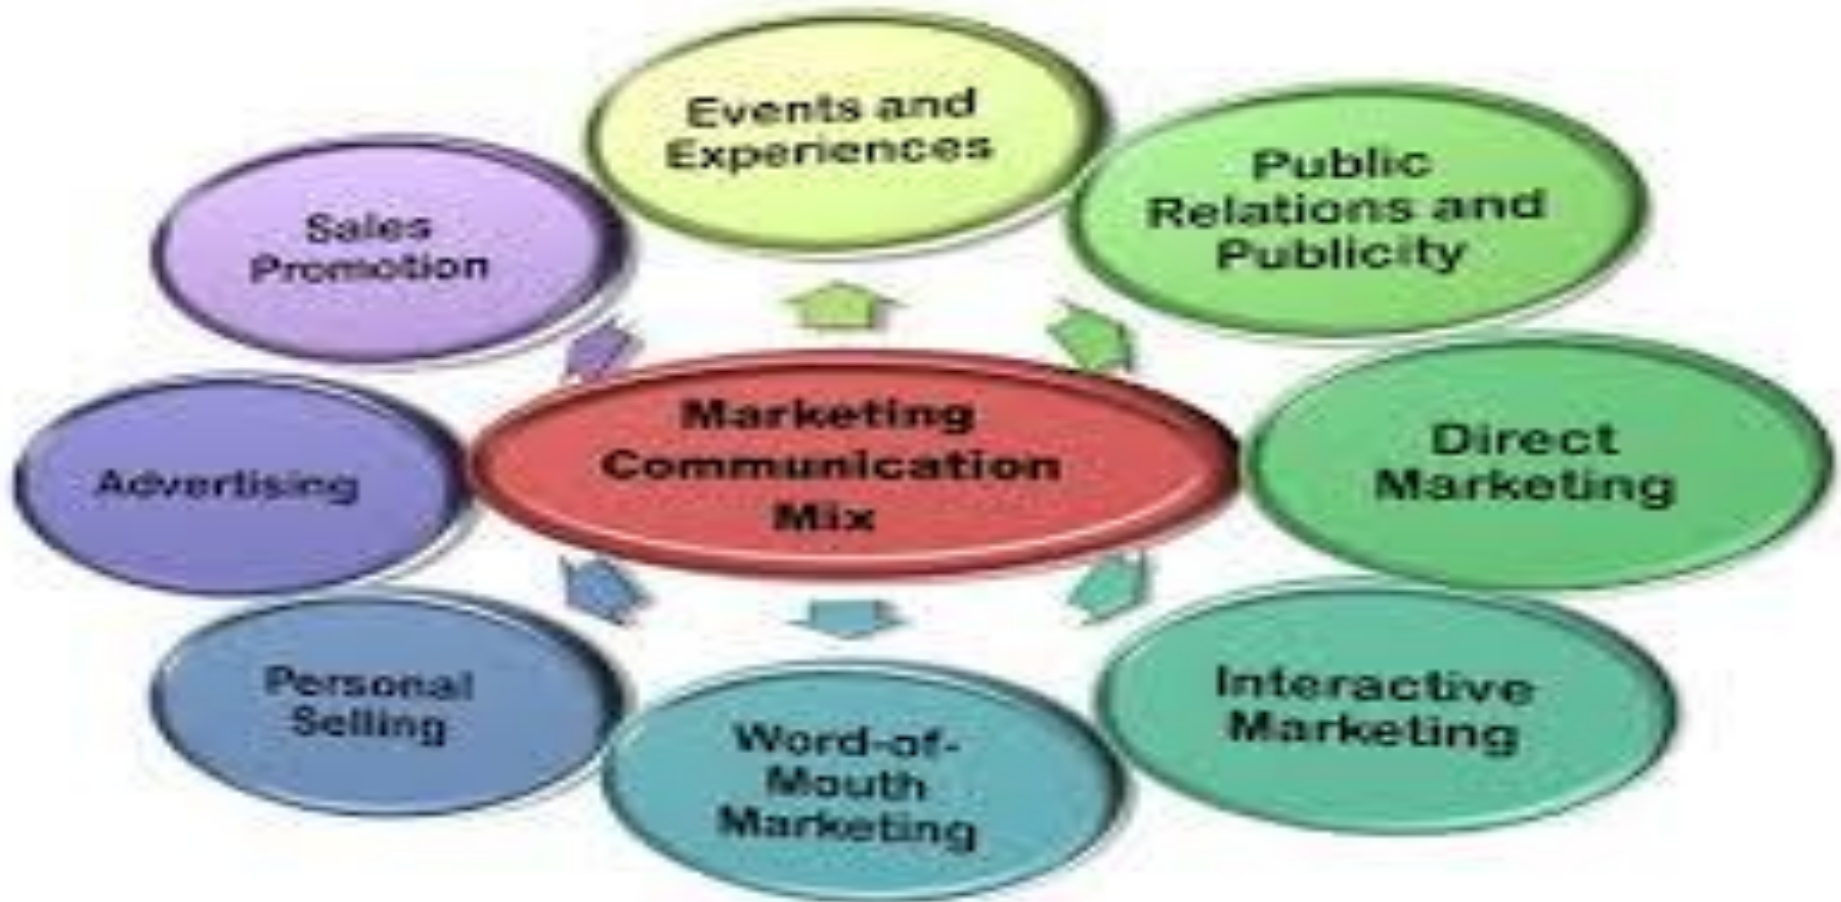 Events and
Experiences
Public
Relations and
Publicity
Sales
Promotion
Marketing
Communication
Mix
Direct
Marketing
Advertising
Personal
Selling
Interactive
Marketing
Word-of-
Mouth
Marketing